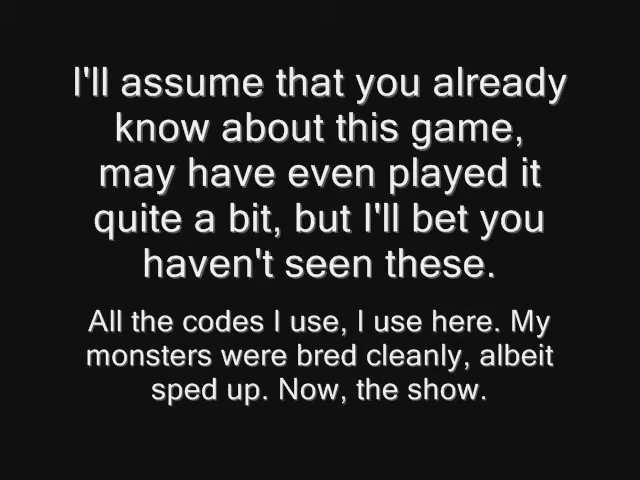 I'll assume that you already
know about this game,
may have even played it
quite a bit, but I'll bet you
haven't seen these.
All the codes I use, I use here. My
monsters were bred cleanly, albeit
sped up. Now, the show.